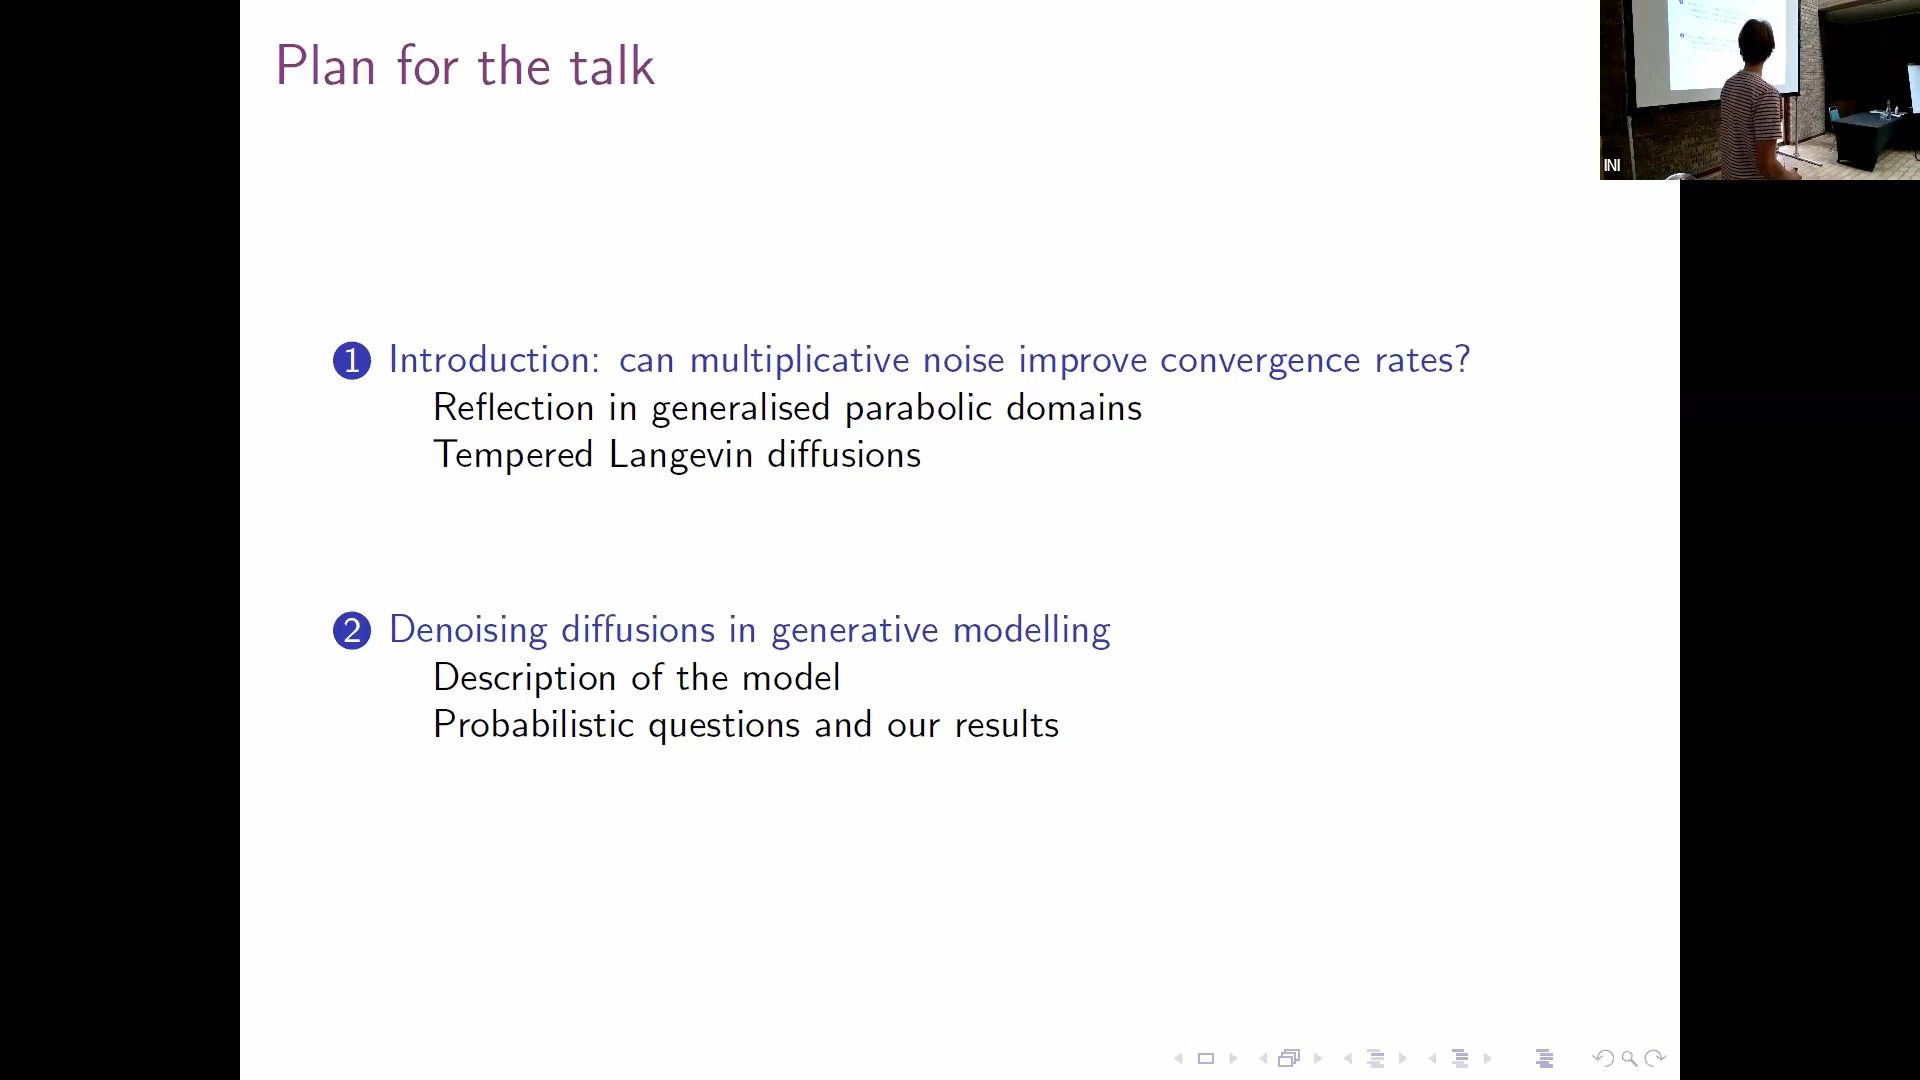 Plan for the talk
1 Introduction: can multiplicative noise improve convergence rates?
Reflection in generalised parabolic domains
Tempered Langevin diffusions
2 Denoising diffusions in generative modelling
Description of the model
Probabilistic questions and our results
INI